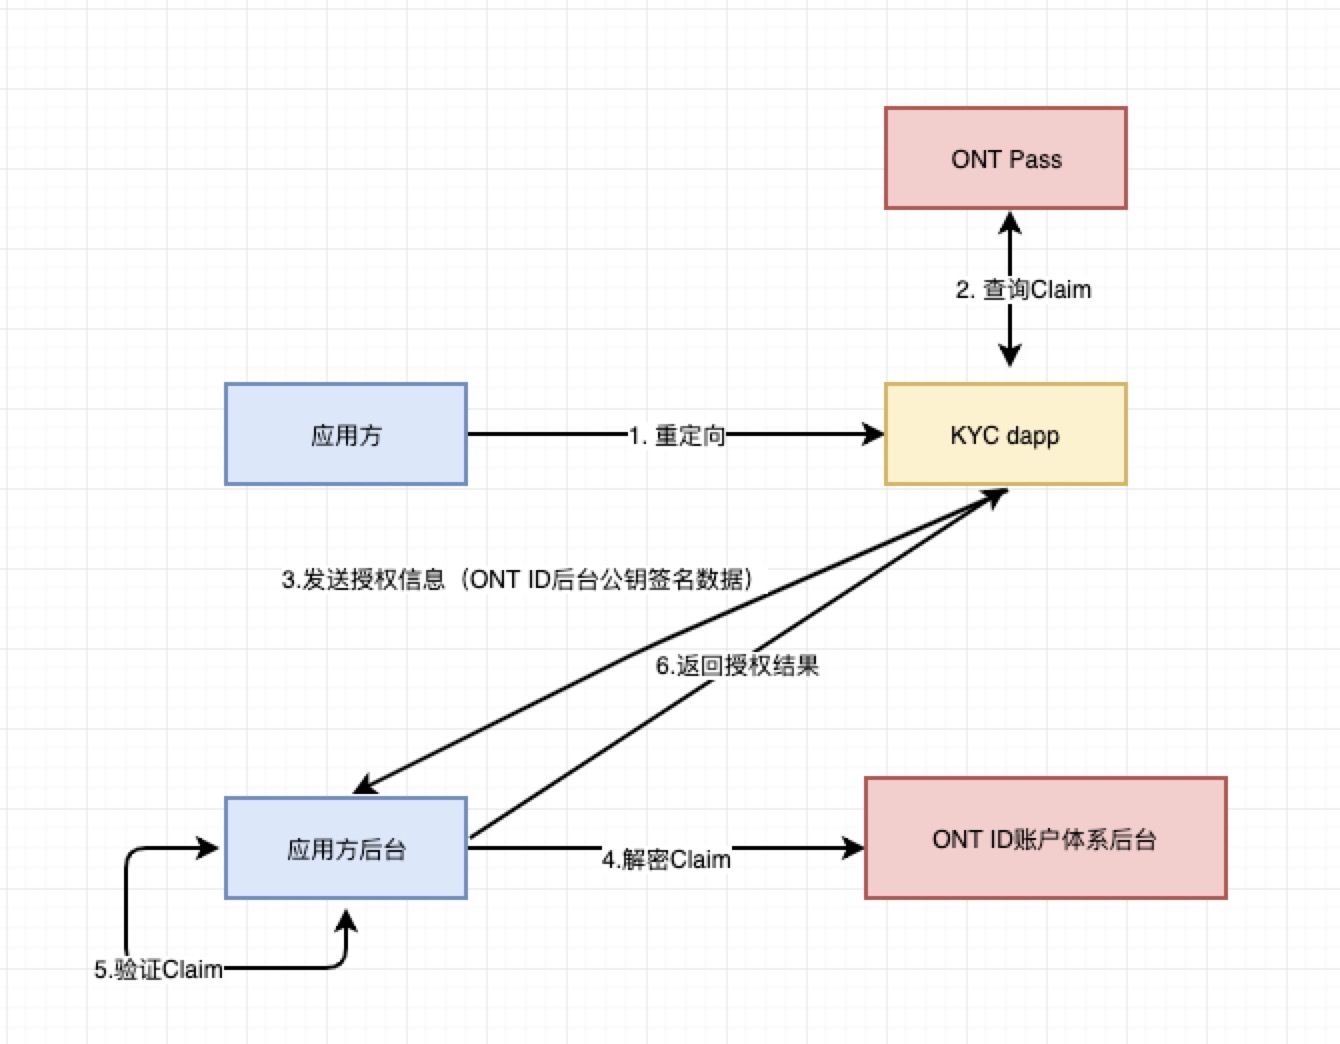 ONT Pass
2. 查询Claim
应用方
1. 重定向
KYC dapp
3.发送授权信息（ONT ID后台公钥签名数据）
6.返回授权结果
应用方后台
4.解密Claim
ONT ID账户体系后台
5.验证Claim